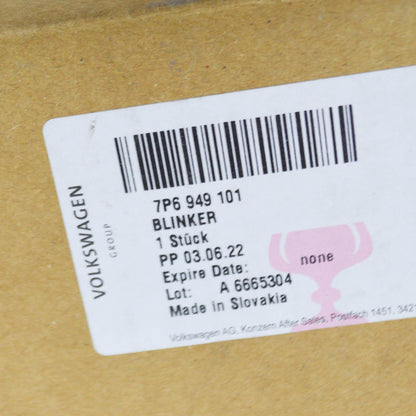 VOLKSWAGEN
GROUP
7P6 949 101
BLINKER
1 Stück
PP 03.06.22
Expire Date: none
Lot: A 6665304
Made in Slovakia
Volkswagen AG, Konzern After Sales, Postfach 1451, 342